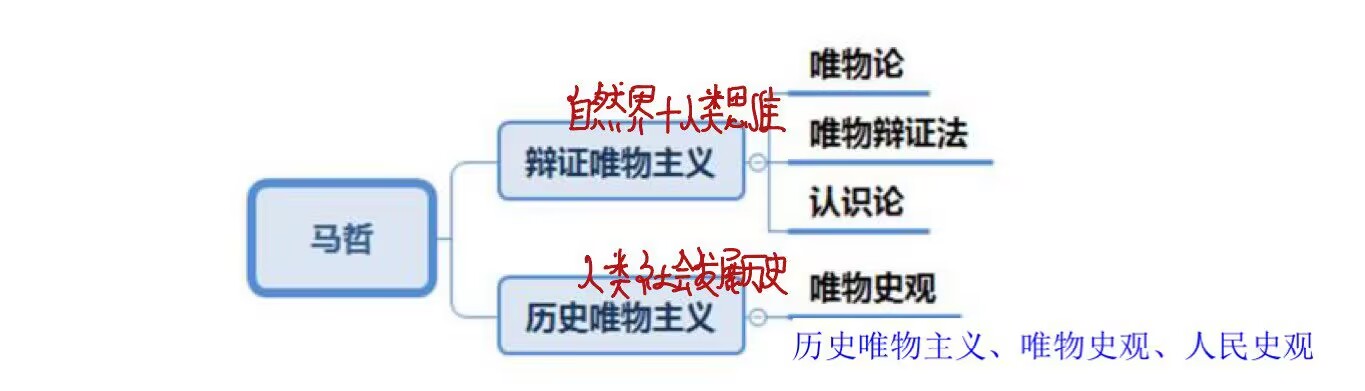 唯物论
自然界+人类思维
唯物辩证法
辩证唯物主义
认识论
马哲
人类社会发展历史
唯物史观
历史唯物主义
历史唯物主义、唯物史观、人民史观